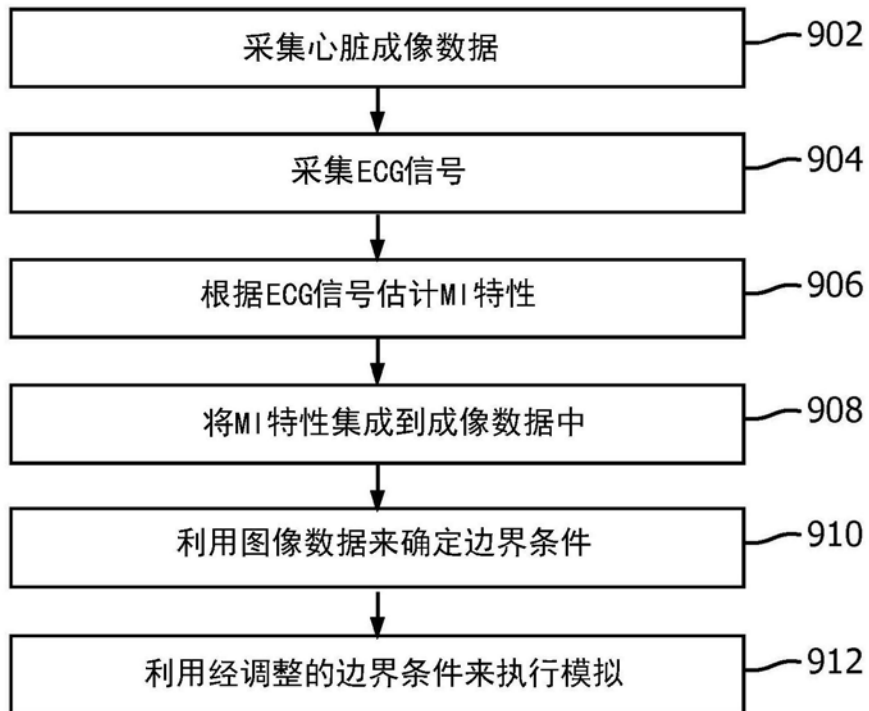 采集心脏成像数据
902
采集ECG信号
904
根据ECG信号估计MI特性
906
将MI特性集成到成像数据中
908
利用图像数据来确定边界条件
910
利用经调整的边界条件来执行模拟
912